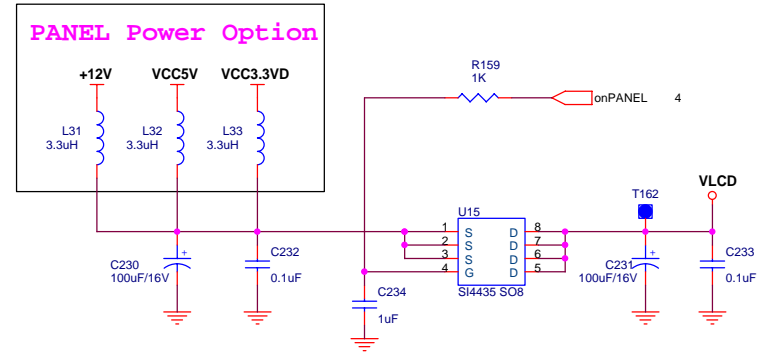 PANEL Power Option
+12V VCC5V VCC3.3VD
L31 L32 L33
3.3uH 3.3uH 3.3uH
R159
1K
onPANEL 4
T162
VLCD
U15
1 S D 8
2 S D 7
3 S D 6
4 G D 5
SI4435 SO8
C230
100uF/16V
+
C232
0.1uF
C234
1uF
C231
100uF/16V
+
C233
0.1uF